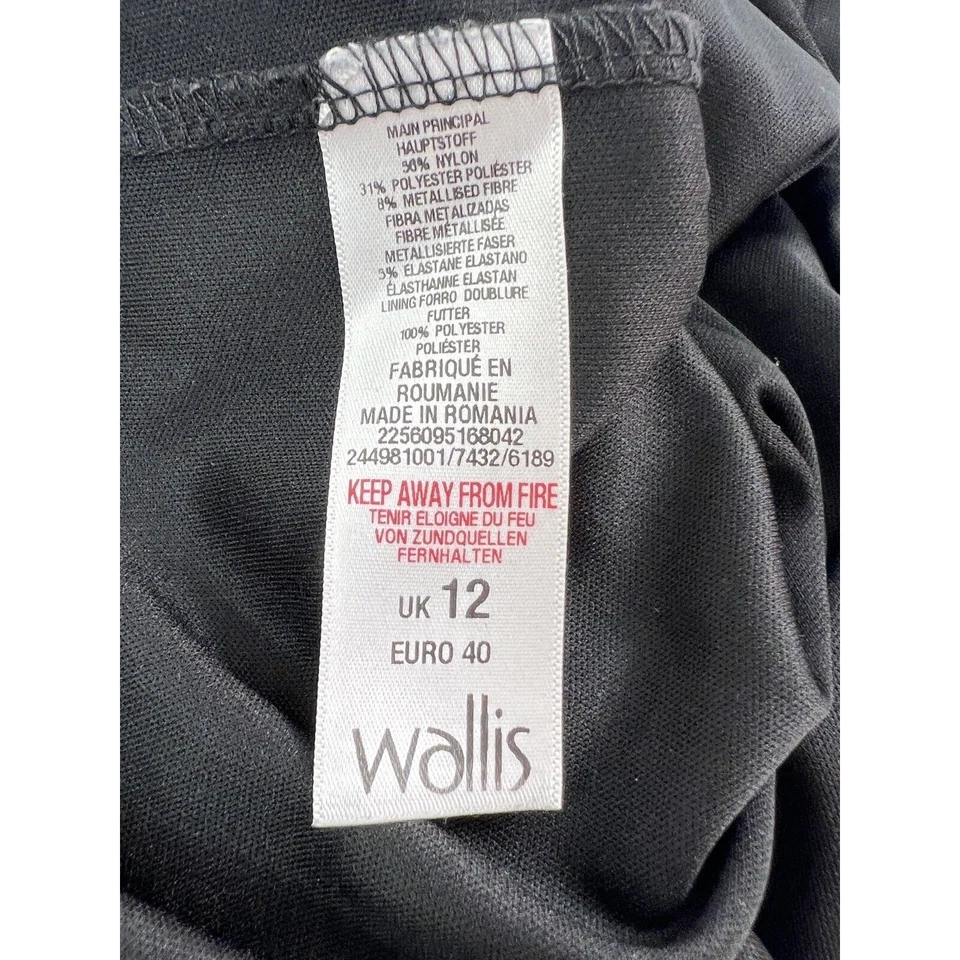 MAIN PRINCIPAL
HAUPTSTOFF
56% NYLON
31% POLYESTER POLIÉSTER
8% METALLISED FIBRE
FIBRA METALIZADAS
FIBRE MÉTALLISÉE
METALLISIERTE FASER
5% ELASTANE ELASTANO
ÉLASTHANNE ELASTAN
LINING FORRO DOUBLURE
FUTTER
100% POLYESTER
POLIÉSTER
FABRIQUÉ EN
ROUMANIE
MADE IN ROMANIA
2256095168042
244981001/7432/6189
KEEP AWAY FROM FIRE
TENIR ELOIGNE DU FEU
VON ZUNDQUELLEN
FERNHALTEN
UK 12
EURO 40
wallis